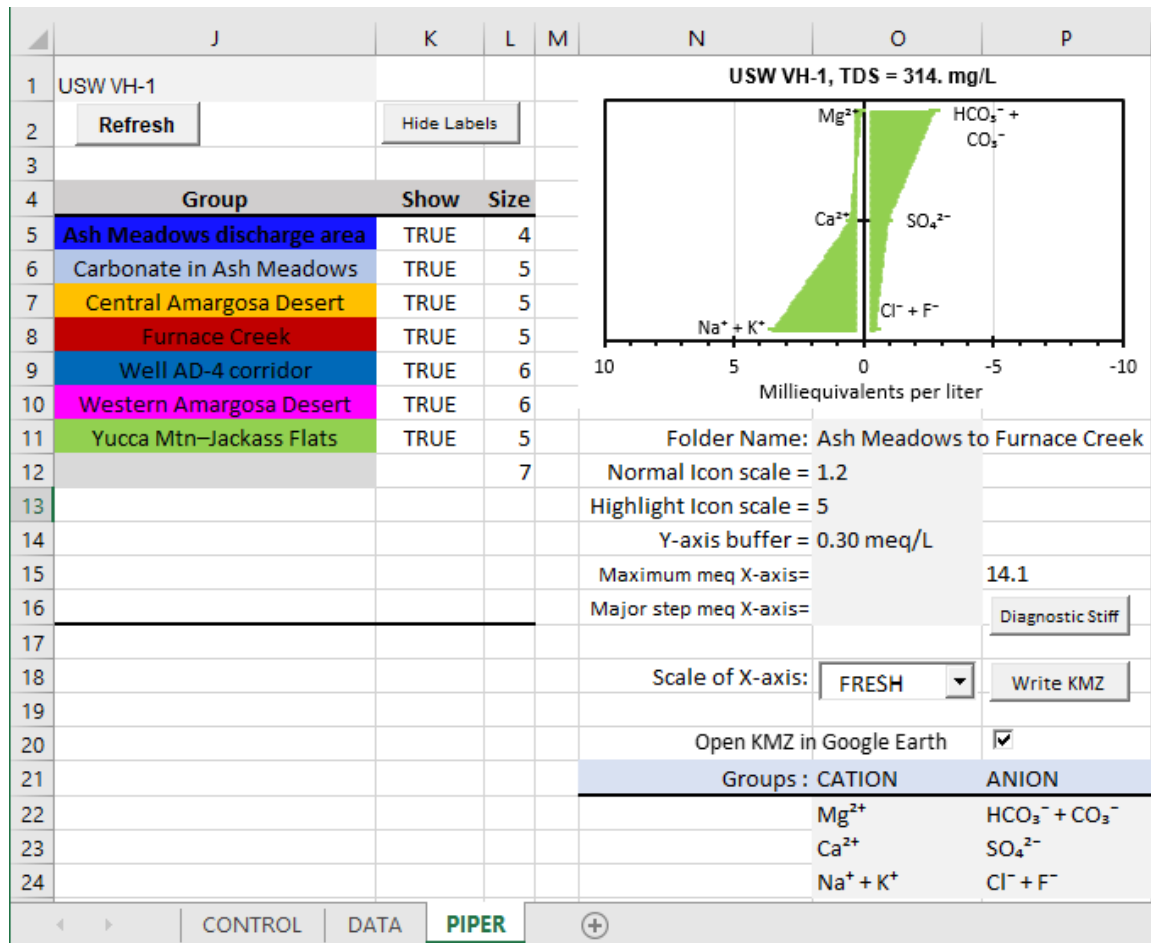 J K L M N O P
1 USW VH-1 USW VH-1, TDS = 314. mg/L
2 Refresh Hide Labels Mg²⁺ HCO₃⁻ +
CO₃⁻
3
4 Group Show Size
5 Ash Meadows discharge area TRUE 4 Ca²⁺ SO₄²⁻
6 Carbonate in Ash Meadows TRUE 5
7 Central Amargosa Desert TRUE 5 Cl⁻ + F⁻
8 Furnace Creek TRUE 5 Na⁺ + K⁺
9 Well AD-4 corridor TRUE 6 10 5 0 -5 -10
10 Western Amargosa Desert TRUE 6 Milliequivalents per liter
11 Yucca Mtn–Jackass Flats TRUE 5 Folder Name: Ash Meadows to Furnace Creek
12 7 Normal Icon scale = 1.2
13 Highlight Icon scale = 5
14 Y-axis buffer = 0.30 meq/L
15 Maximum meq X-axis= 14.1
16 Major step meq X-axis= Diagnostic Stiff
17
18 Scale of X-axis: FRESH Write KMZ
19
20 Open KMZ in Google Earth
21 Groups : CATION ANION
22 Mg²⁺ HCO₃⁻ + CO₃⁻
23 Ca²⁺ SO₄²⁻
24 Na⁺ + K⁺ Cl⁻ + F⁻
CONTROL DATA PIPER